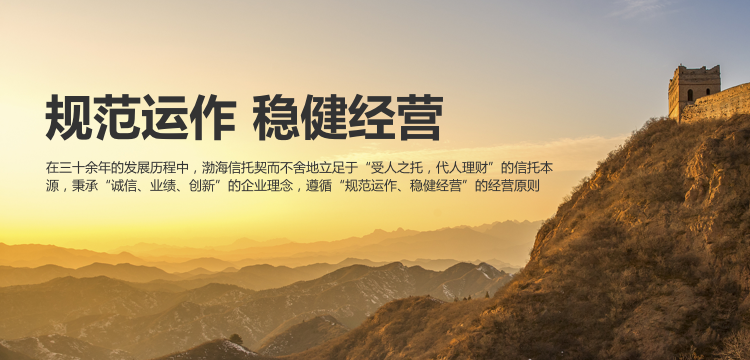 规范运作 稳健经营
在三十余年的发展历程中，渤海信托契而不舍地立足于“受人之托，代人理财”的信托本
源，秉承“诚信、业绩、创新”的企业理念，遵循“规范运作、稳健经营”的经营原则